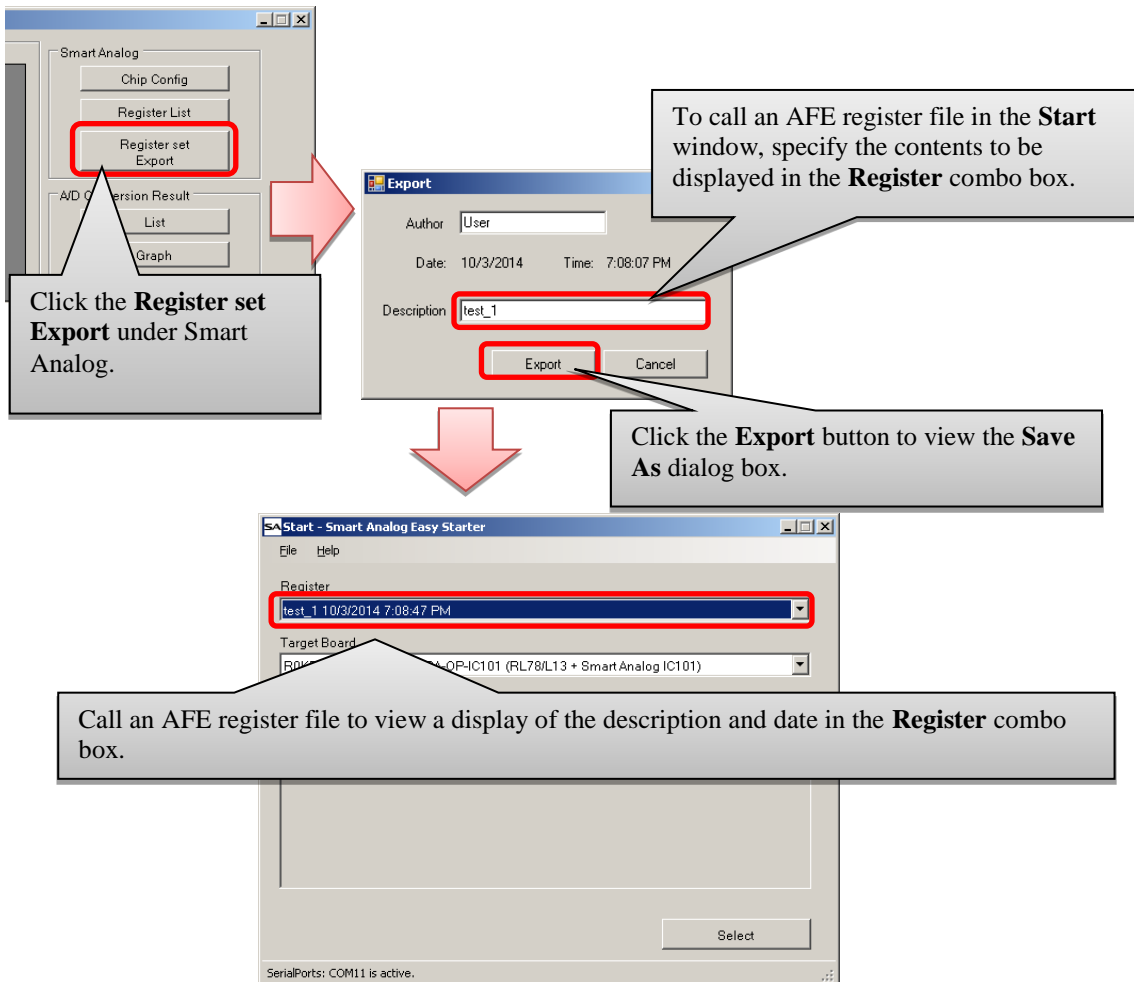 Smart Analog
Chip Config
Register List
Register set
Export
A/D
ersion Result
List
Graph
Click the Register set
Export under Smart
Analog.
To call an AFE register file in the Start
window, specify the contents to be
displayed in the Register combo box.
Export
Author User
Date: 10/3/2014 Time: 7:08:07 PM
Description test_1
Export Cancel
Click the Export button to view the Save
As dialog box.
SA Start - Smart Analog Easy Starter
File Help
Register
test_1 10/3/2014 7:08:47 PM
Target Board
-OP-IC101 (RL78/L13 + Smart Analog IC101)
Call an AFE register file to view a display of the description and date in the Register combo
box.
Select
SerialPorts: COM11 is active.